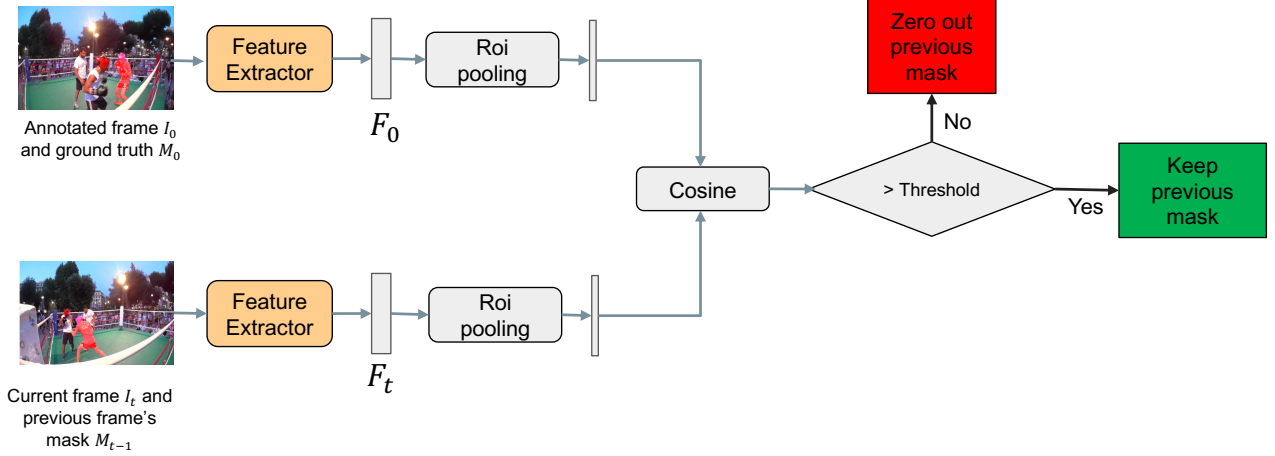 Annotated frame I₀
and ground truth M₀
Feature
Extractor
F₀
Roi
pooling
Zero out
previous
mask
No
Cosine
> Threshold
Yes
Keep
previous
mask
Current frame Iₜ and
previous frame's
mask Mₜ₋₁
Feature
Extractor
Fₜ
Roi
pooling